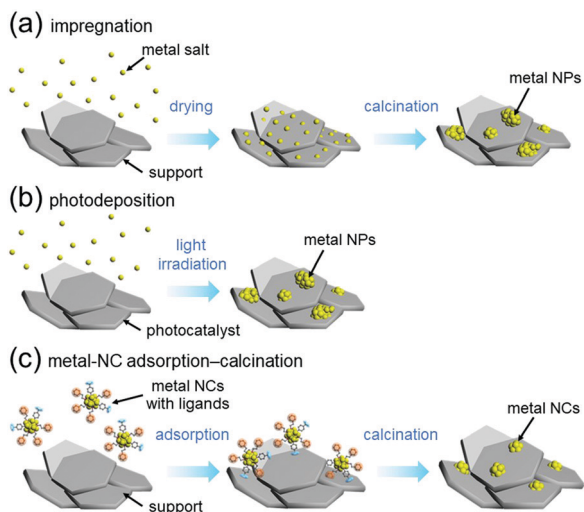 (a) impregnation
metal salt
drying
calcination
metal NPs
support
(b) photodeposition
light
irradiation
metal NPs
photocatalyst
(c) metal-NC adsorption–calcination
metal NCs
with ligands
adsorption
calcination
metal NCs
support